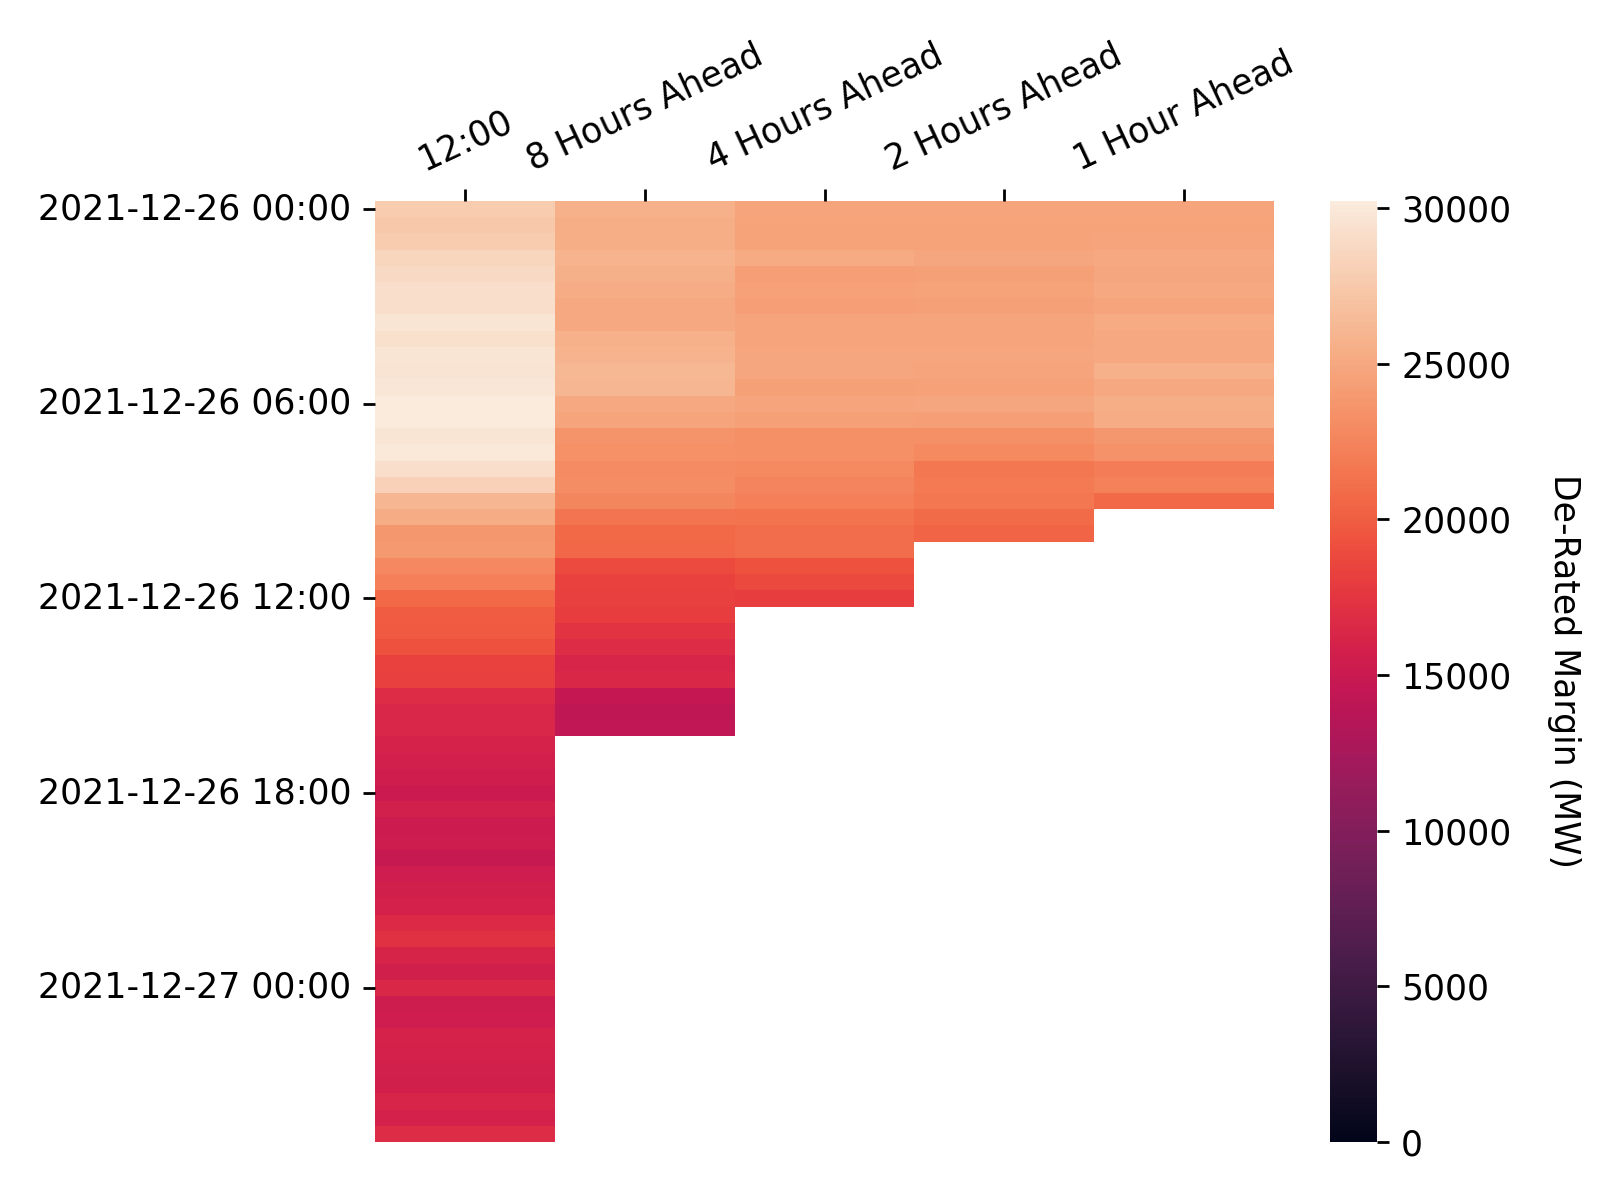 12:00
8 Hours Ahead
4 Hours Ahead
2 Hours Ahead
1 Hour Ahead
2021-12-26 00:00
2021-12-26 06:00
2021-12-26 12:00
2021-12-26 18:00
2021-12-27 00:00
30000
25000
20000
15000
10000
5000
0
De-Rated Margin (MW)